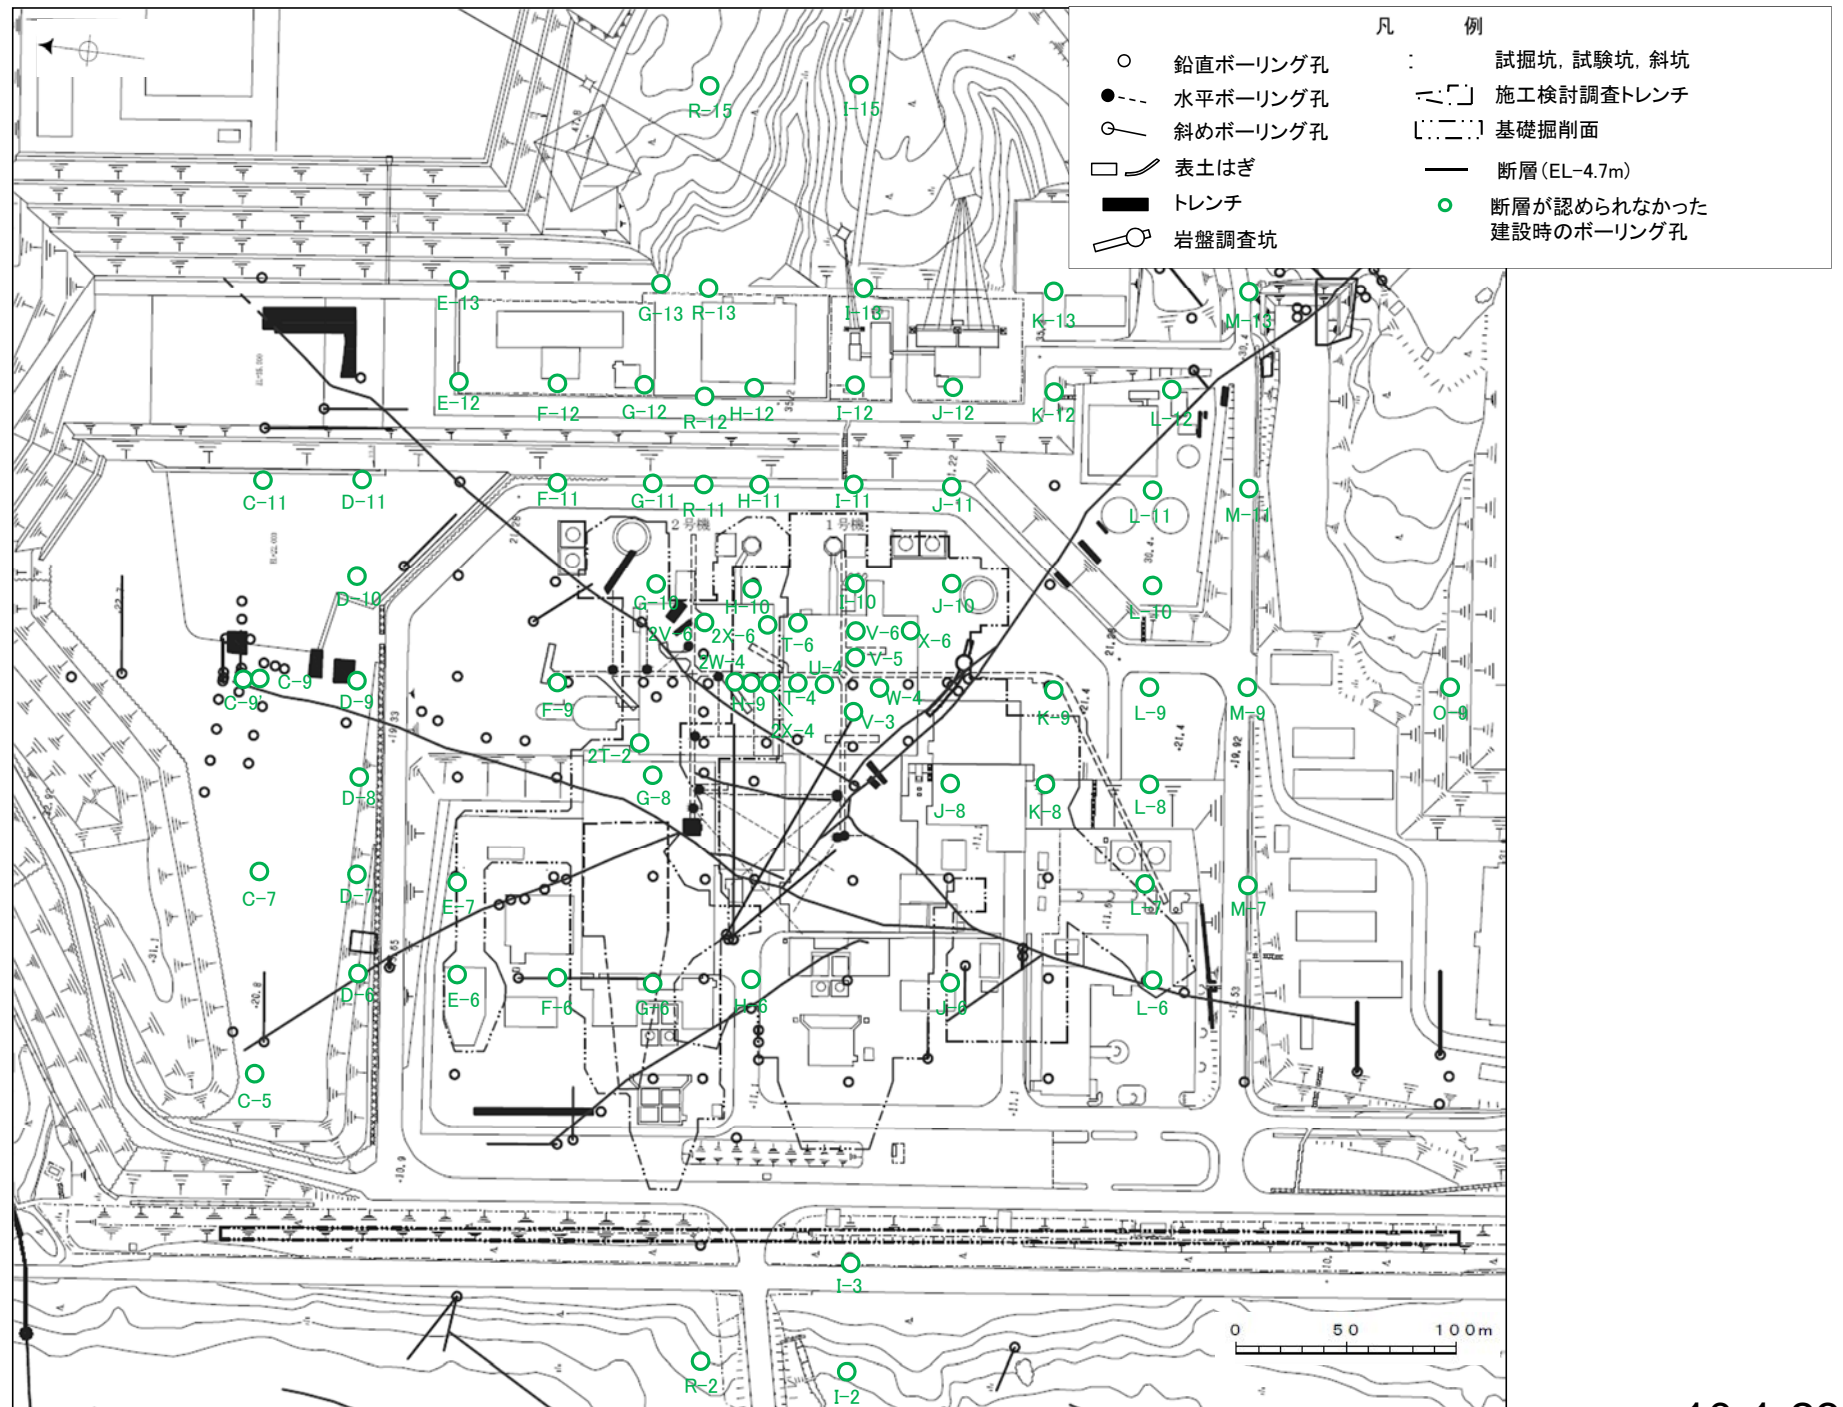 凡 例
鉛直ボーリング孔
水平ボーリング孔
斜めボーリング孔
表土はぎ
トレンチ
岩盤調査坑
試掘坑, 試験坑, 斜坑
施工検討調査トレンチ
基礎掘削面
断層(EL-4.7m)
断層が認められなかった
建設時のボーリング孔
R-15 I-15
E-13 G-13 R-13 I-13 K-13 M-13
E-12 F-12 G-12 R-12 H-12 I-12 J-12 K-12 L-12
C-11 D-11 F-11 G-11 R-11 H-11 I-11 J-11 L-11 M-11
2号機 1号機
D-10 G-10 H-10 I-10 J-10 L-10
2V-6 2X-6 T-6 V-6 X-6
2W-4 U-4 V-5
C-9' C-9 D-9 F-9 H-9 T-4 W-4 K-9 L-9 M-9 O-9
2X-4 V-3
2T-2
D-8 G-8 J-8 K-8 L-8
C-7 D-7 E-7 L-7 M-7
D-6 E-6 F-6 G-6 H-6 J-6 L-6
C-5
I-3
R-2 I-2
0 50 100m